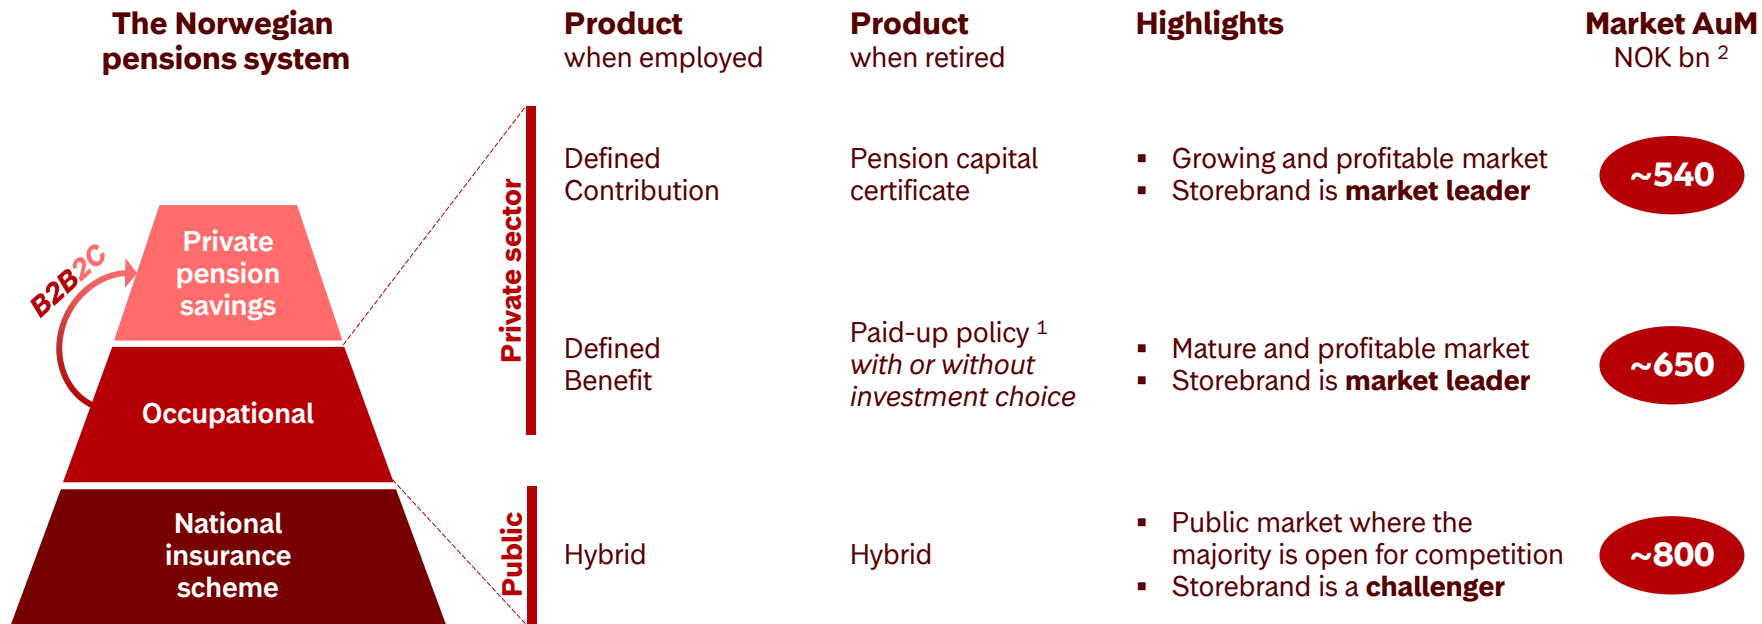 The Norwegian
pensions system
Product
when employed
Product
when retired
Highlights
Market AuM
NOK bn 2
B2B2C
Private
pension
savings
Occupational
National
insurance
scheme
Private sector
Defined
Contribution
Pension capital
certificate
▪ Growing and profitable market
▪ Storebrand is market leader
~540
Defined
Benefit
Paid-up policy 1
with or without
investment choice
▪ Mature and profitable market
▪ Storebrand is market leader
~650
Public
Hybrid
Hybrid
▪ Public market where the
majority is open for competition
▪ Storebrand is a challenger
~800